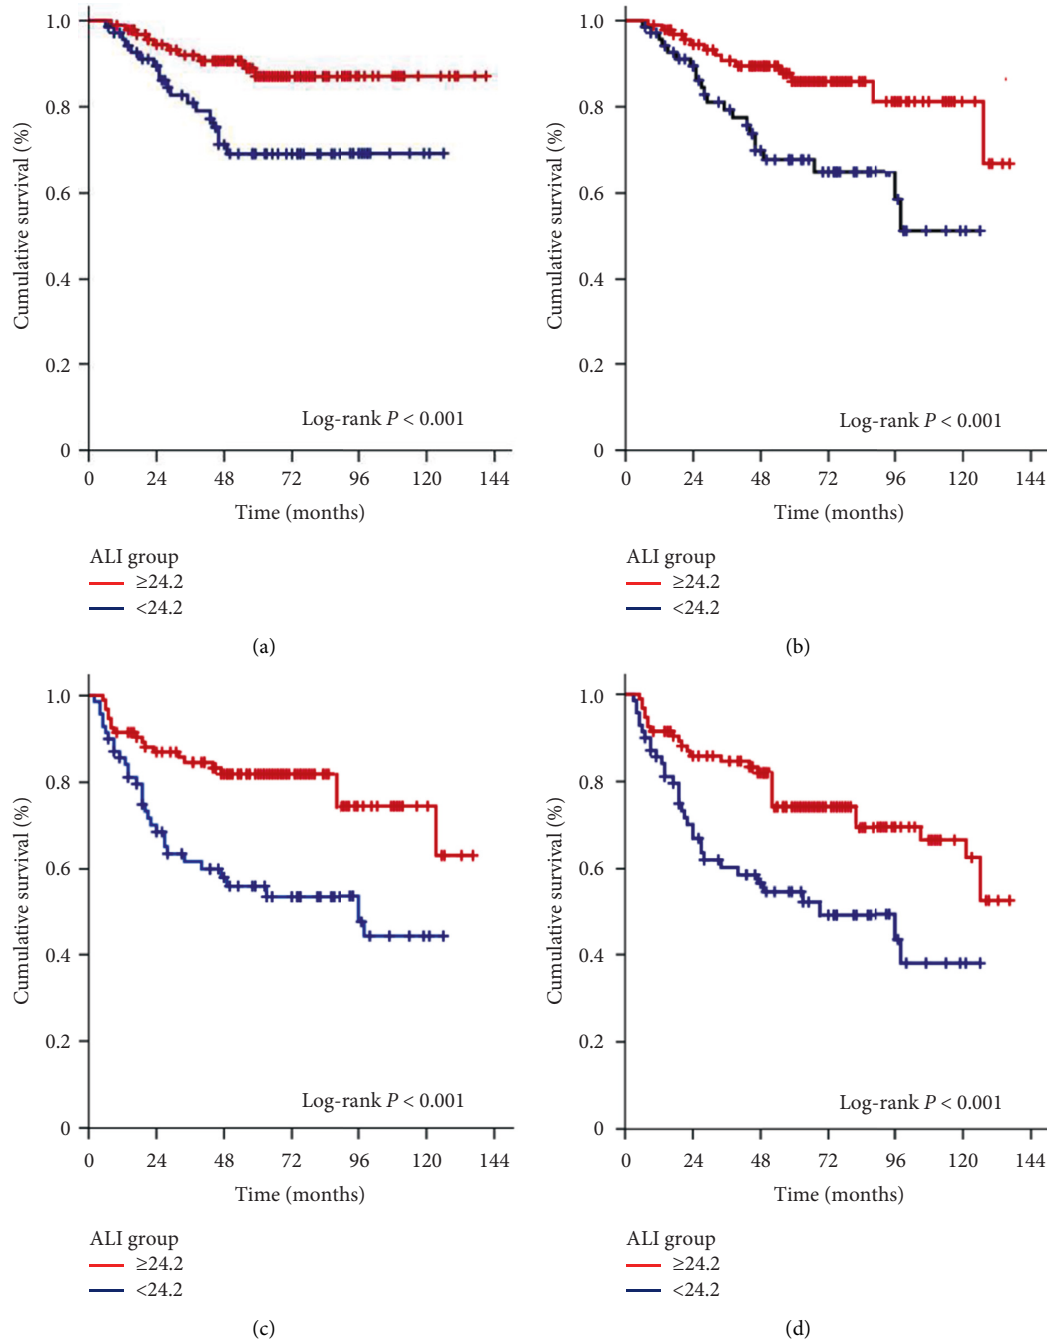 1.0
0.8
0.6
0.4
0.2
0
Cumulative survival (%)
Log-rank P < 0.001
0 24 48 72 96 120 144
Time (months)
ALI group
≥24.2
<24.2
(a)
1.0
0.8
0.6
0.4
0.2
0
Cumulative survival (%)
Log-rank P < 0.001
0 24 48 72 96 120 144
Time (months)
ALI group
≥24.2
<24.2
(b)
1.0
0.8
0.6
0.4
0.2
0
Cumulative survival (%)
Log-rank P < 0.001
0 24 48 72 96 120 144
Time (months)
ALI group
≥24.2
<24.2
(c)
1.0
0.8
0.6
0.4
0.2
0
Cumulative survival (%)
Log-rank P < 0.001
0 24 48 72 96 120 144
Time (months)
ALI group
≥24.2
<24.2
(d)